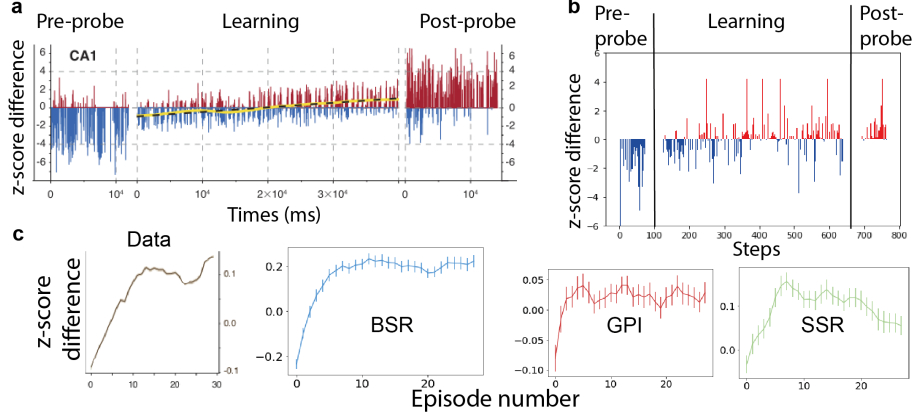 a
Pre-probe
Learning
Post-probe
CA1
z-score difference
6
4
2
0
-2
-4
-6
6
4
2
0
-2
-4
-6
0
10⁴
0
10⁴
2×10⁴
3×10⁴
0
10⁴
Times (ms)
b
Pre-
probe
Learning
Post-
probe
z-score difference
6
4
2
0
-2
-4
-6
0
100
200
300
400
500
600
700
800
Steps
c
Data
z-score
difference
0.1
0.0
-0.1
0
10
20
30
BSR
0.2
0.0
−0.2
0
10
20
GPI
0.05
0.00
−0.05
−0.10
0
10
20
SSR
0.1
0.0
0
10
20
Episode number